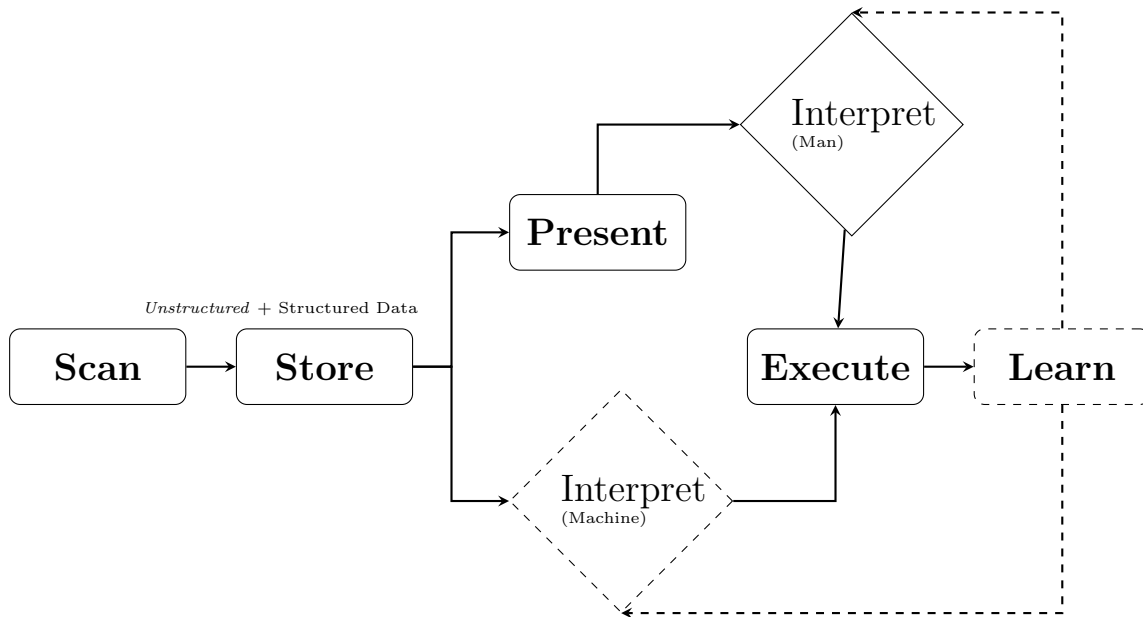 Interpret
(Man)
Present
Unstructured + Structured Data
Scan
Store
Execute
Learn
Interpret
(Machine)